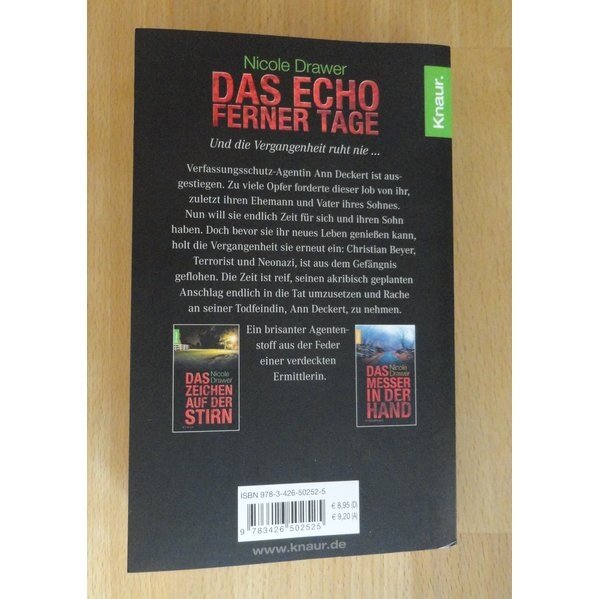 Nicole Drawer
DAS ECHO
FERNER TAGE
Knaur.
Und die Vergangenheit ruht nie ...
Verfassungsschutz-Agentin Ann Deckert ist aus-
gestiegen. Zu viele Opfer forderte dieser Job von ihr,
zuletzt ihren Ehemann und Vater ihres Sohnes.
Nun will sie endlich Zeit für sich und ihren Sohn
haben. Doch bevor sie ihr neues Leben genießen kann,
holt die Vergangenheit sie erneut ein: Christian Beyer,
Terrorist und Neonazi, ist aus dem Gefängnis
geflohen. Die Zeit ist reif, seinen akribisch geplanten
Anschlag endlich in die Tat umzusetzen und Rache
an seiner Todfeindin, Ann Deckert, zu nehmen.
Ein brisanter Agenten-
stoff aus der Feder
einer verdeckten
Ermittlerin.
Nicole
Drawer
DAS
ZEICHEN
AUF DER
STIRN
Nicole
Drawer
DAS
MESSER
IN DER
HAND
ISBN 978-3-426-50252-5
€ 8,95 (D)
€ 9,20 (A)
9 783426 502525
www.knaur.de